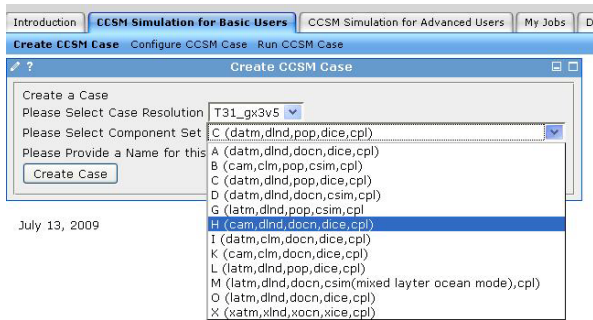 Introduction CCSM Simulation for Basic Users CCSM Simulation for Advanced Users My Jobs D
Create CCSM Case Configure CCSM Case Run CCSM Case
? Create CCSM Case
Create a Case
Please Select Case Resolution T31_gx3v5
Please Select Component Set C (datm,dlnd,pop,dice,cpl)
Please Provide a Name for this
A (datm,dlnd,docn,dice,cpl)
B (cam,clm,pop,csim,cpl)
C (datm,dlnd,pop,dice,cpl)
D (datm,dlnd,docn,csim,cpl)
G (latm,dlnd,pop,csim,cpl
H (cam,dlnd,docn,dice,cpl)
I (datm,clm,docn,dice,cpl)
K (cam,clm,docn,dice,cpl)
L (latm,dlnd,pop,dice,cpl)
M (latm,dlnd,docn,csim(mixed layter ocean mode),cpl)
O (latm,dlnd,docn,dice,cpl)
X (xatm,xlnd,xocn,xice,cpl)
Create Case
July 13, 2009